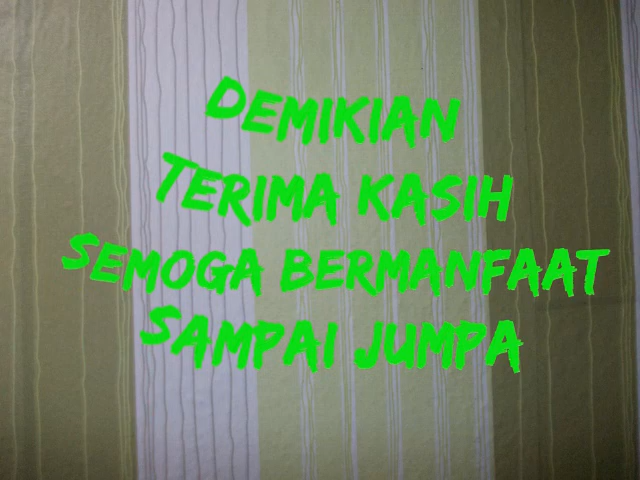 DEMIKIAN
TERIMA KASIH
SEMOGA BERMANFAAT
SAMPAI JUMPA